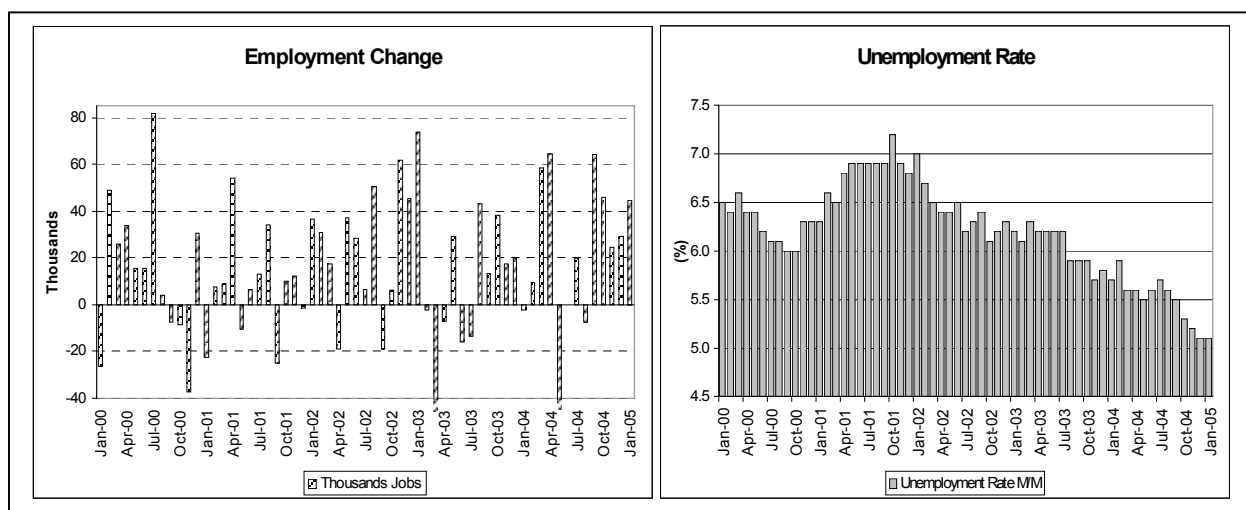 Employment Change
Thousands
80
60
40
20
0
-20
-40
Jan-00
Apr-00
Jul-00
Oct-00
Jan-01
Apr-01
Jul-01
Oct-01
Jan-02
Apr-02
Jul-02
Oct-02
Jan-03
Apr-03
Jul-03
Oct-03
Jan-04
Apr-04
Jul-04
Oct-04
Jan-05
Thousands Jobs
Unemployment Rate
(%)
7.5
7.0
6.5
6.0
5.5
5.0
4.5
Jan-00
Apr-00
Jul-00
Oct-00
Jan-01
Apr-01
Jul-01
Oct-01
Jan-02
Apr-02
Jul-02
Oct-02
Jan-03
Apr-03
Jul-03
Oct-03
Jan-04
Apr-04
Jul-04
Oct-04
Jan-05
Unemployment Rate M/M